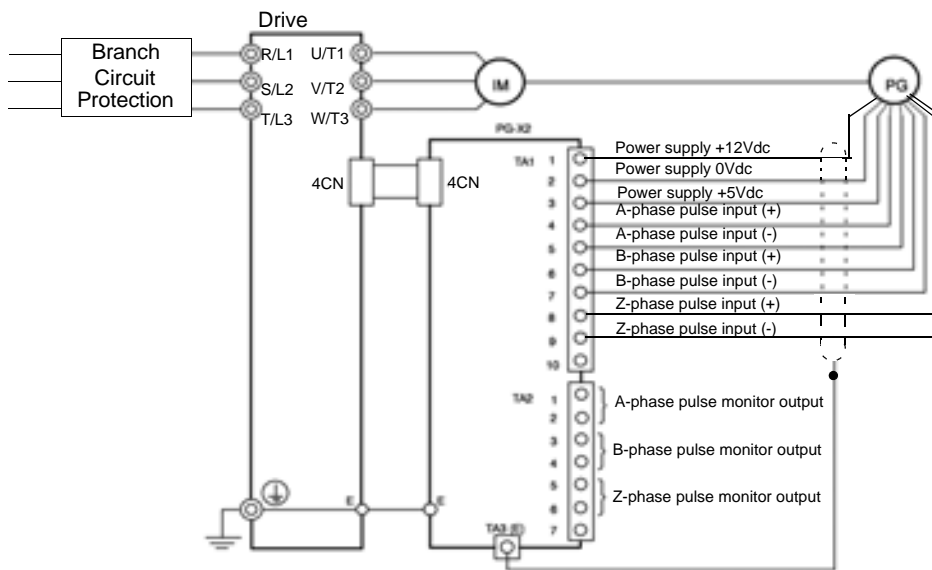 Drive
Branch
Circuit
Protection
R/L1 U/T1
S/L2 V/T2
T/L3 W/T3
IM
PG
PG-X2
4CN
4CN
TA1
1
Power supply +12Vdc
2
Power supply 0Vdc
3
Power supply +5Vdc
4
A-phase pulse input (+)
5
A-phase pulse input (-)
6
B-phase pulse input (+)
7
B-phase pulse input (-)
8
Z-phase pulse input (+)
9
Z-phase pulse input (-)
10
TA2
1
2
A-phase pulse monitor output
3
4
B-phase pulse monitor output
5
6
Z-phase pulse monitor output
7
E
E
TA3 (E)